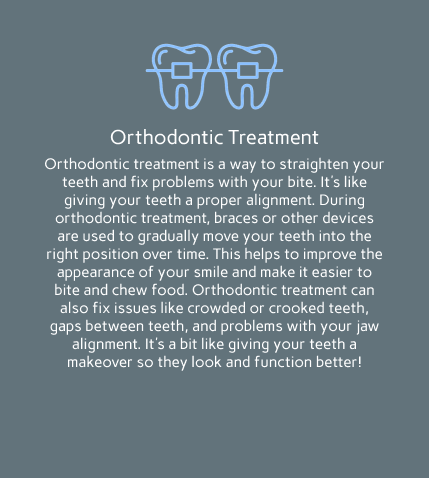 Orthodontic Treatment
Orthodontic treatment is a way to straighten your
teeth and fix problems with your bite. It's like
giving your teeth a proper alignment. During
orthodontic treatment, braces or other devices
are used to gradually move your teeth into the
right position over time. This helps to improve the
appearance of your smile and make it easier to
bite and chew food. Orthodontic treatment can
also fix issues like crowded or crooked teeth,
gaps between teeth, and problems with your jaw
alignment. It's a bit like giving your teeth a
makeover so they look and function better!